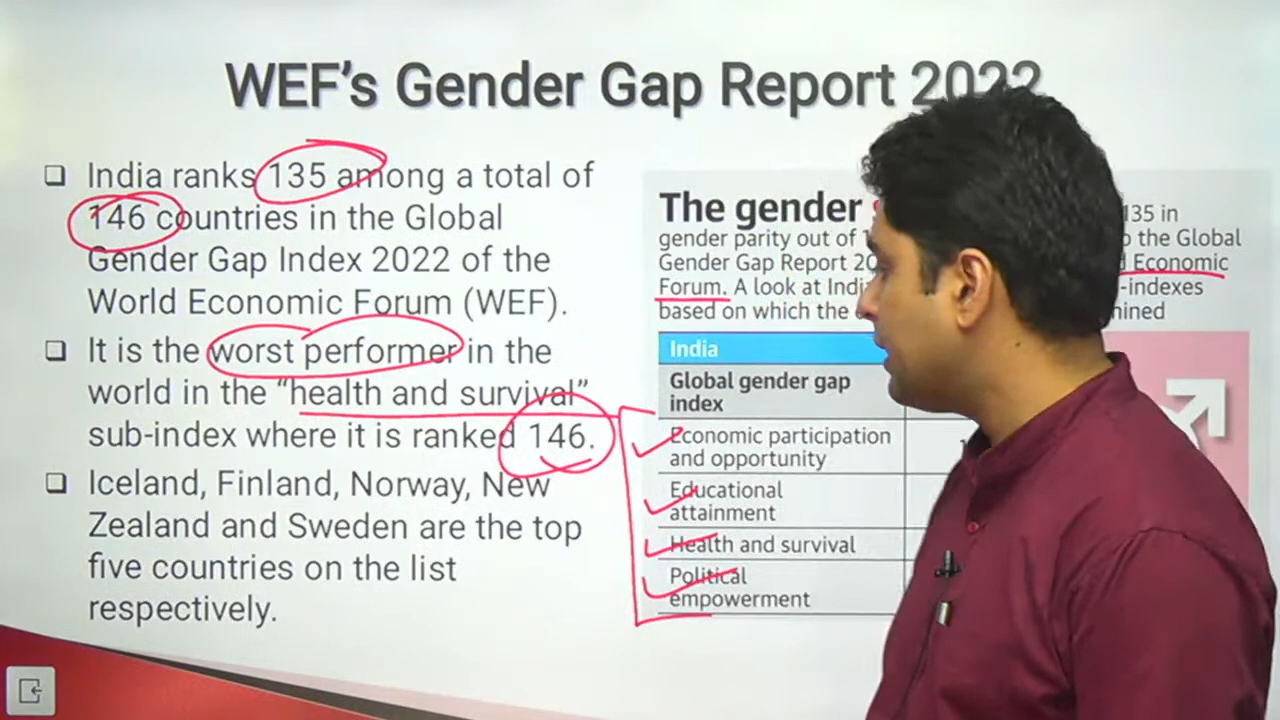 WEF's Gender Gap Report 2022
India ranks 135 among a total of
146 countries in the Global
Gender Gap Index 2022 of the
World Economic Forum (WEF).
It is the worst performer in the
world in the “health and survival”
sub-index where it is ranked 146.
Iceland, Finland, Norway, New
Zealand and Sweden are the top
five countries on the list
respectively.
The gender
135 in
gender parity out of the Global
Gender Gap Report Economic
Forum. A look at -indexes
based on which the
India
Global gender gap
index
Economic participation
and opportunity
Educational
attainment
Health and survival
Political
empowerment